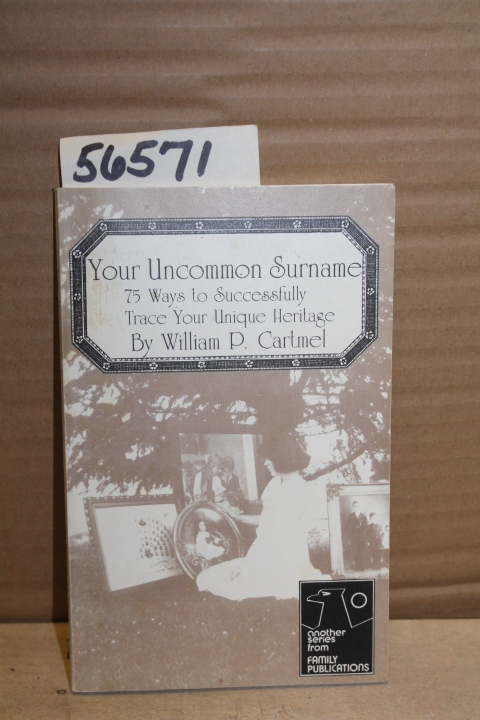 56571
Your Uncommon Surname
75 Ways to Successfully
Trace Your Unique Heritage
By William P. Cartmel
another
series
from
FAMILY
PUBLICATIONS